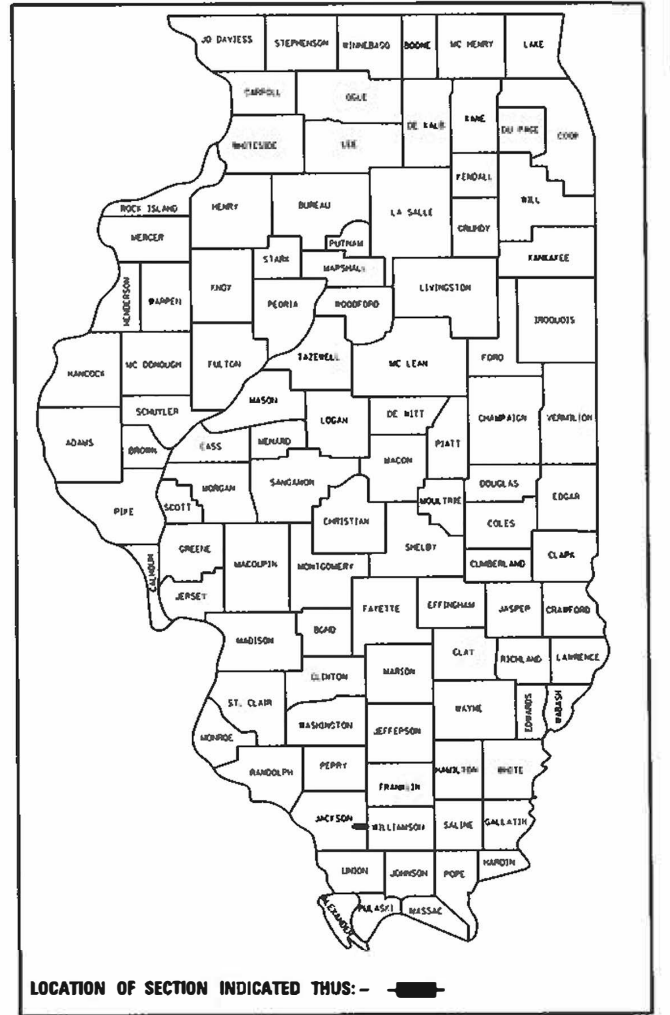 JO DAVIESS STEPHENSON WINNEBAGO BOONE MC HENRY LAKE
CARROLL OGLE
DE KALB KANE DU PAGE COOK
WHITESIDE LEE
KENDALL
ROCK ISLAND HENRY BUREAU LA SALLE WILL
GRUNDY
MERCER PUTNAM
STARK MARSHALL KANKAKEE
HENDERSON WARREN KNOX PEORIA WOODFORD LIVINGSTON
IROQUOIS
HANCOCK MC DONOUGH FULTON TAZEWELL MC LEAN FORD
MASON
SCHUYLER LOGAN DE WITT CHAMPAIGN VERMILION
ADAMS BROWN CASS MENARD PIATT
MACON
MORGAN SANGAMON DOUGLAS
PIKE SCOTT MOULTRIE EDGAR
CHRISTIAN COLES
GREENE SHELBY
CALHOUN MACOUPIN MONTGOMERY CUMBERLAND CLARK
JERSEY
FAYETTE EFFINGHAM JASPER CRAWFORD
MADISON BOND
CLAY RICHLAND LAWRENCE
CLINTON MARION
ST. CLAIR WAYNE EDWARDS WABASH
WASHINGTON JEFFERSON
MONROE
RANDOLPH PERRY HAMILTON WHITE
FRANKLIN
JACKSON WILLIAMSON SALINE GALLATIN
UNION JOHNSON POPE HARDIN
ALEXANDER PULASKI MASSAC
LOCATION OF SECTION INDICATED THUS: -